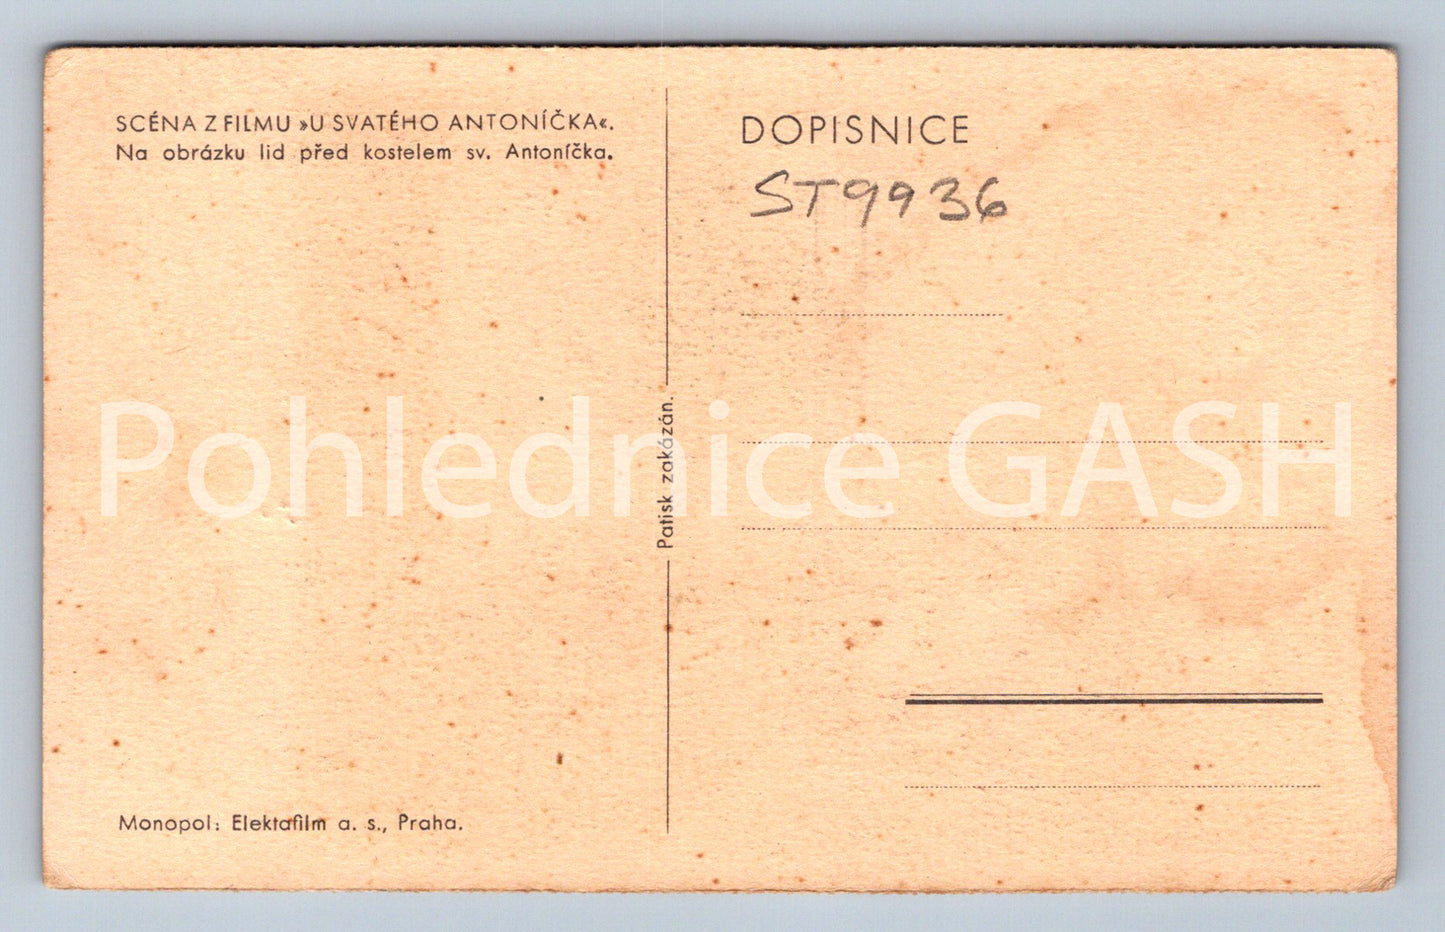 SCÉNA Z FILMU »U SVATÉHO ANTONÍČKA«.
Na obrázku lid před kostelem sv. Antoníčka.
Monopol: Elektafilm a. s., Praha.
Patisk zakázán.
DOPISNICE
ST9936
Pohlednice GASH